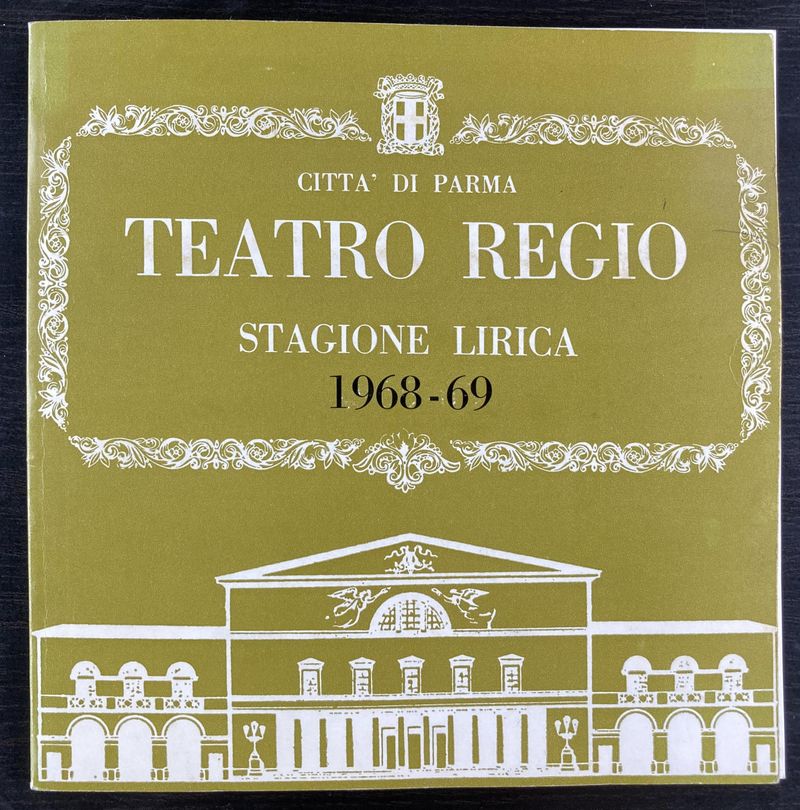 CITTA' DI PARMA
TEATRO REGIO
STAGIONE LIRICA
1968-69